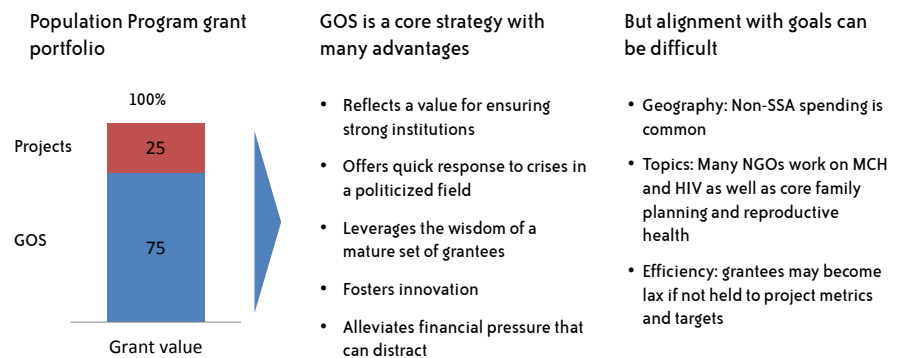 Population Program grant
portfolio
100%
Projects
25
GOS
75
Grant value
GOS is a core strategy with
many advantages
• Reflects a value for ensuring
strong institutions
• Offers quick response to crises in
a politicized field
• Leverages the wisdom of a
mature set of grantees
• Fosters innovation
• Alleviates financial pressure that
can distract
But alignment with goals can
be difficult
• Geography: Non-SSA spending is
common
• Topics: Many NGOs work on MCH
and HIV as well as core family
planning and reproductive
health
• Efficiency: grantees may become
lax if not held to project metrics
and targets